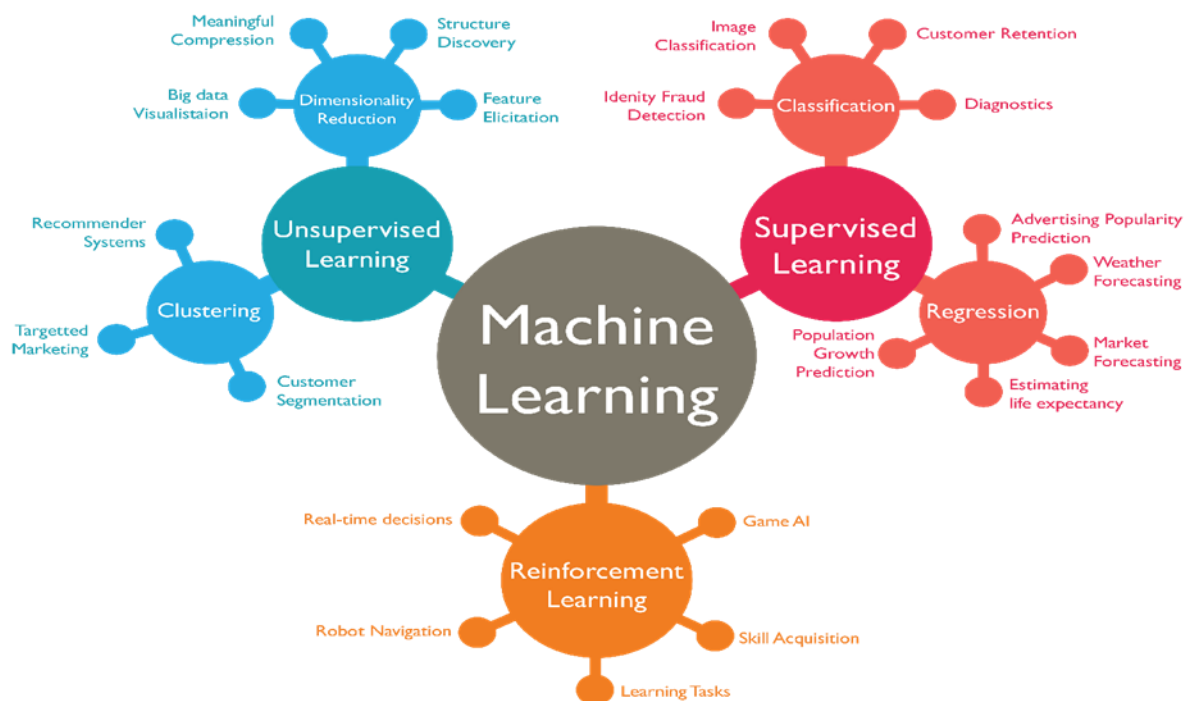 Meaningful
Compression
Structure
Discovery
Big data
Visualistaion
Dimensionality
Reduction
Feature
Elicitation
Unsupervised
Learning
Recommender
Systems
Clustering
Targetted
Marketing
Customer
Segmentation
Machine
Learning
Image
Classification
Customer Retention
Idenity Fraud
Detection
Classification
Diagnostics
Supervised
Learning
Advertising Popularity
Prediction
Weather
Forecasting
Regression
Population
Growth
Prediction
Market
Forecasting
Estimating
life expectancy
Real-time decisions
Game AI
Reinforcement
Learning
Robot Navigation
Skill Acquisition
Learning Tasks